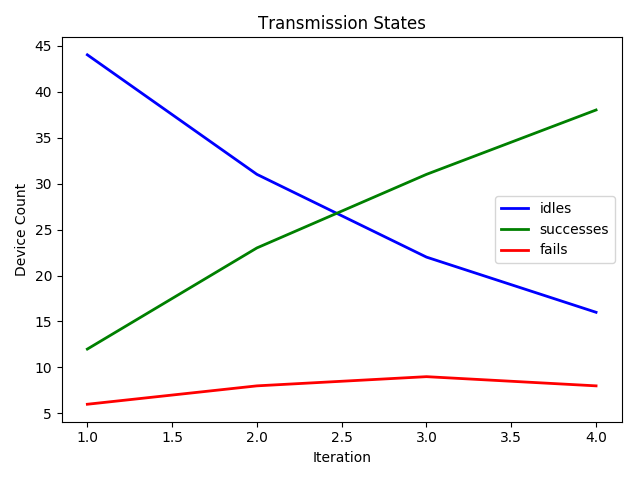 Transmission States
45
40
35
30
25
20
15
10
5
Device Count
idles
successes
fails
1.0 1.5 2.0 2.5 3.0 3.5 4.0
Iteration